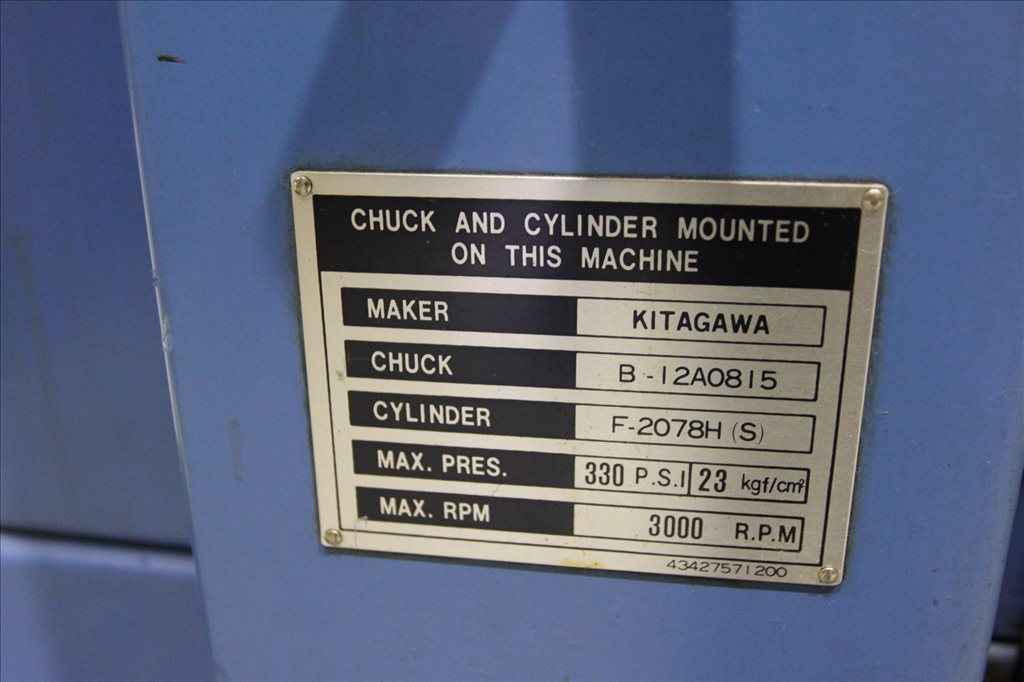 CHUCK AND CYLINDER MOUNTED
ON THIS MACHINE
MAKER KITAGAWA
CHUCK B-12A0815
CYLINDER F-2078H (S)
MAX. PRES. 330 P.S.I 23 kgf/cm²
MAX. RPM 3000 R.P.M
43427571200